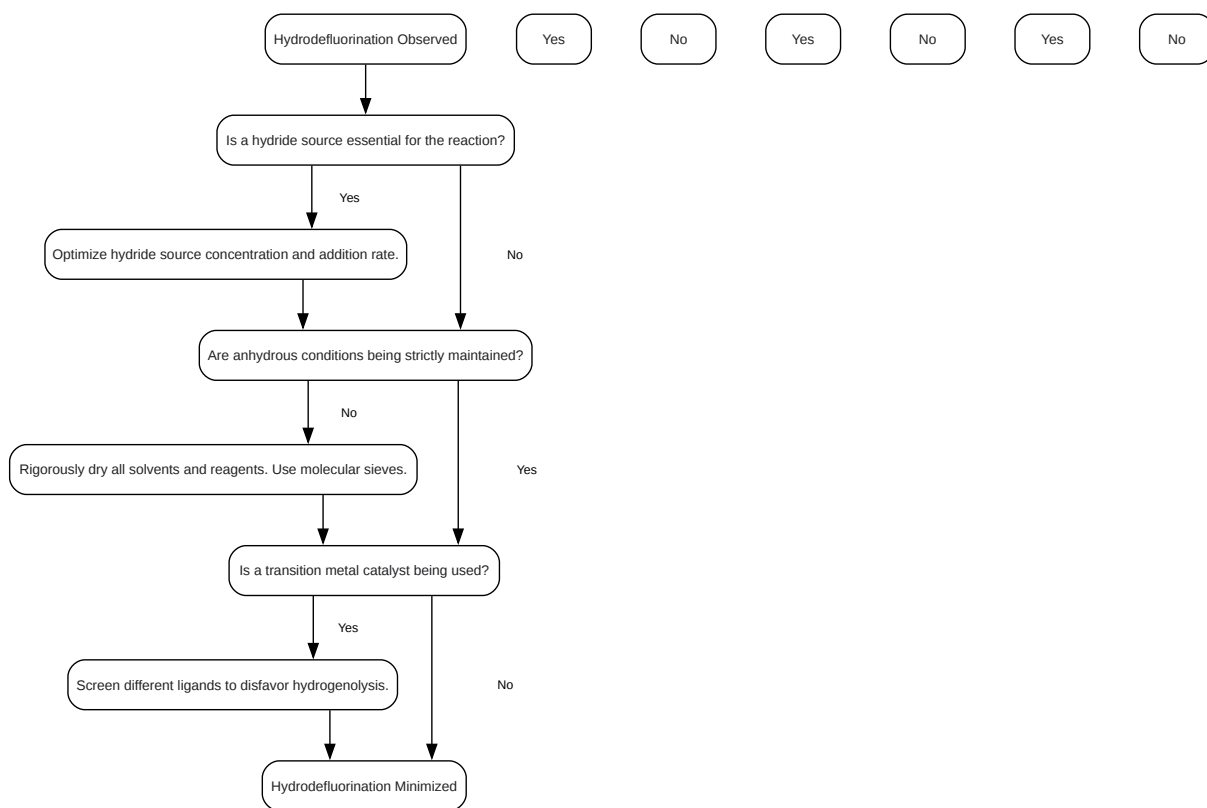 Hydrodefluorination Observed
Yes
No
Yes
No
Yes
No
Is a hydride source essential for the reaction?
Yes
Optimize hydride source concentration and addition rate.
No
Are anhydrous conditions being strictly maintained?
No
Rigorously dry all solvents and reagents. Use molecular sieves.
Yes
Is a transition metal catalyst being used?
Yes
Screen different ligands to disfavor hydrogenolysis.
No
Hydrodefluorination Minimized